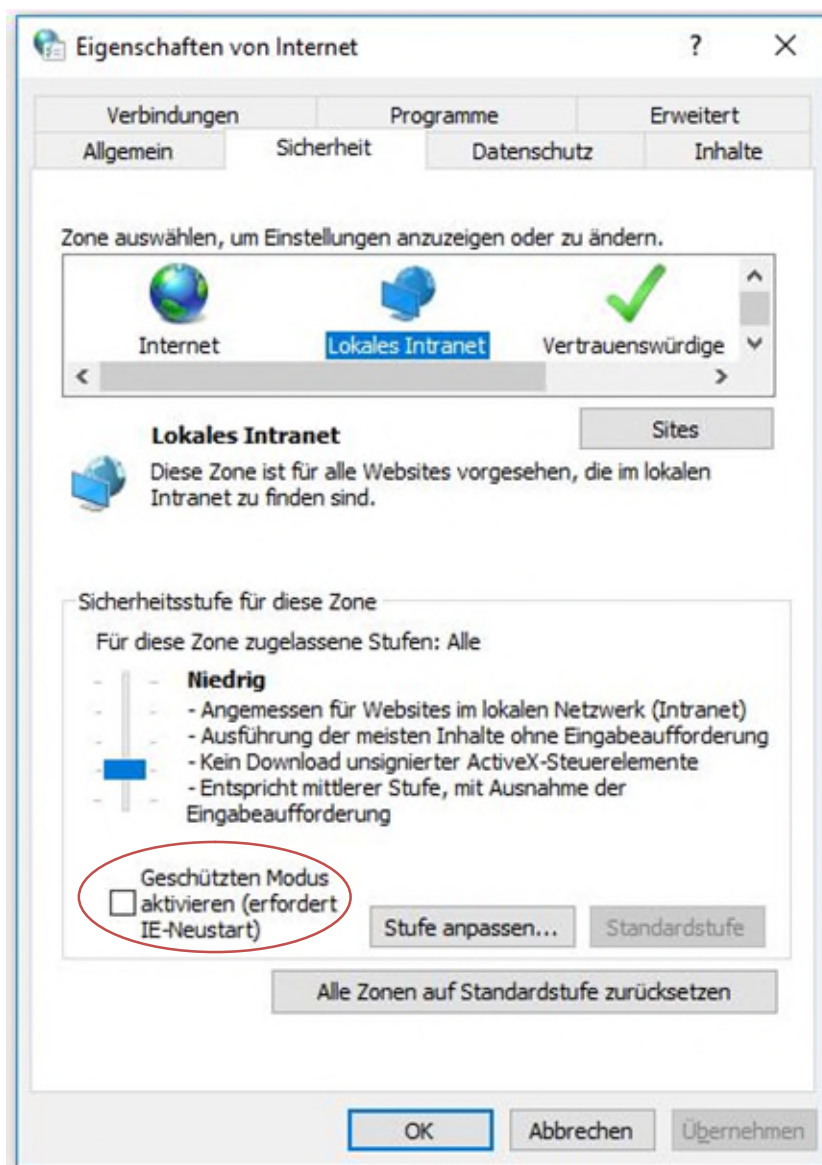 Eigenschaften von Internet
?
Verbindungen Programme Erweitert
Allgemein Sicherheit Datenschutz Inhalte
Zone auswählen, um Einstellungen anzuzeigen oder zu ändern.
Internet Lokales Intranet Vertrauenswürdige
Lokales Intranet
Sites
Diese Zone ist für alle Websites vorgesehen, die im lokalen
Intranet zu finden sind.
Sicherheitsstufe für diese Zone
Für diese Zone zugelassene Stufen: Alle
Niedrig
- Angemessen für Websites im lokalen Netzwerk (Intranet)
- Ausführung der meisten Inhalte ohne Eingabeaufforderung
- Kein Download unsignierter ActiveX-Steuerelemente
- Entspricht mittlerer Stufe, mit Ausnahme der
Eingabeaufforderung
Geschützten Modus
aktivieren (erfordert
IE-Neustart)
Stufe anpassen... Standardstufe
Alle Zonen auf Standardstufe zurücksetzen
OK Abbrechen Übernehmen